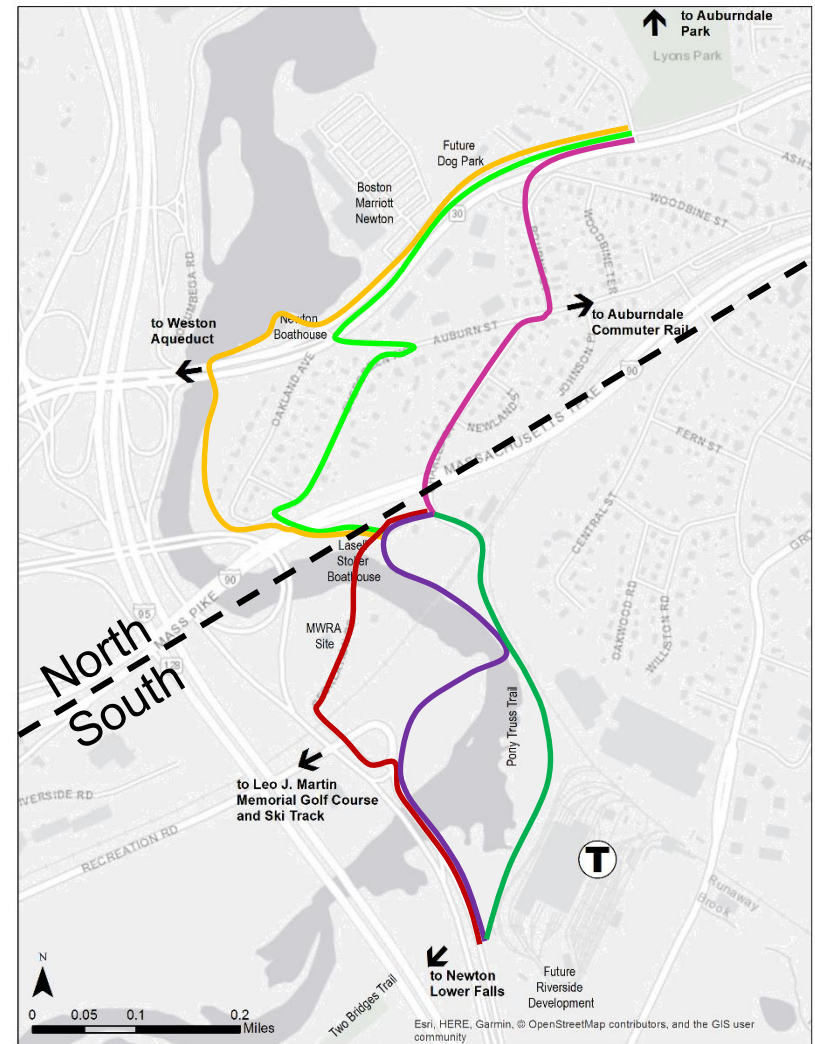 to Auburndale
Park
Lyons Park
Future
Dog Park
ASH S
Boston
Marriott
Newton
30
WOODBINE ST
WOODBINE TER
to Auburndale
Commuter Rail
to Weston
Aqueduct
Newton
Boathouse
AUBURN ST
OAKLAND AVE
NEWLAND ST
90
MASSACHUSETTS
FERN ST
CENTRAL ST
Lasell
Stoller
Boathouse
90
95
MASS PIKE
128
North
South
MWRA
Site
OAKWOOD RD
WILLISTON RD
Pony Truss Trail
to Leo J. Martin
Memorial Golf Course
and Ski Track
VERSIDE RD
RECREATION RD
T
Runaway
Brook
N
to Newton
Lower Falls
Future
Riverside
Development
Two Bridges Trail
0 0.05 0.1 0.2
Miles
Esri, HERE, Garmin, © OpenStreetMap contributors, and the GIS user
community